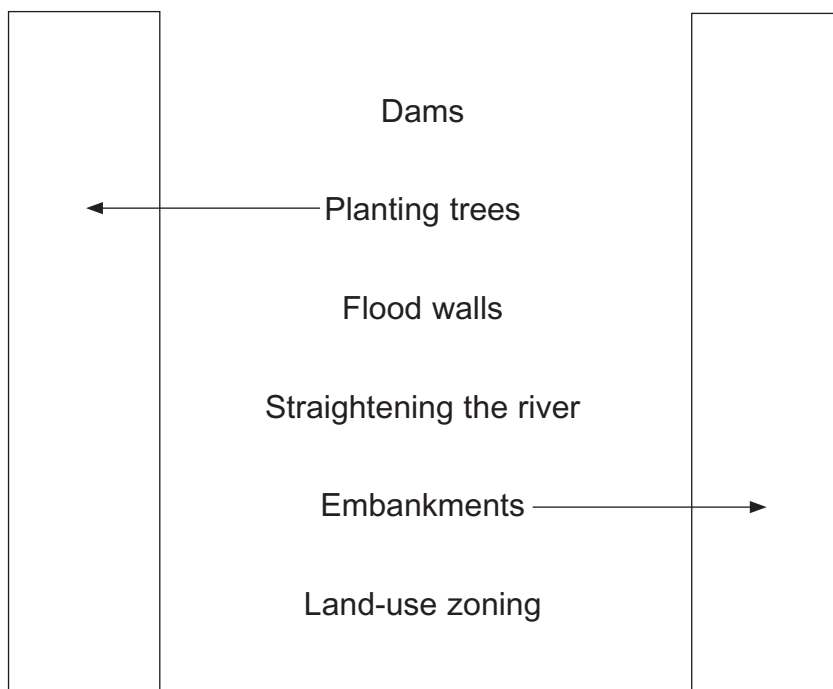 Dams
Planting trees
Flood walls
Straightening the river
Embankments
Land-use zoning